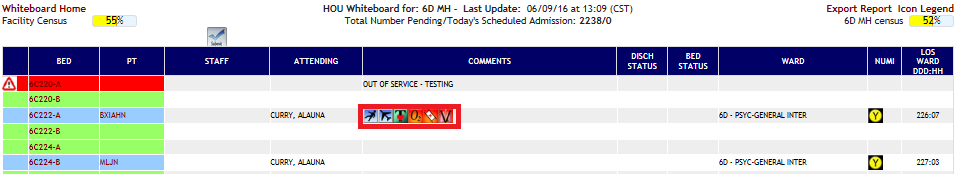 Whiteboard Home HOU Whiteboard for: 6D MH - Last Update: 06/09/16 at 13:09 (CST) Export Report Icon Legend
Facility Census 55% Total Number Pending/Today's Scheduled Admission: 2238/0 6D MH census 52%
Submit
BED PT STAFF ATTENDING COMMENTS DISCH STATUS BED STATUS WARD NUMI LOS WARD DDD:HH
6C220-A OUT OF SERVICE - TESTING
6C220-B
6C222-A BXIAHN CURRY, ALAUNA T O2 V 6D - PSYC-GENERAL INTER Y 226:07
6C222-B
6C224-A
6C224-B MLJN CURRY, ALAUNA 6D - PSYC-GENERAL INTER Y 227:03